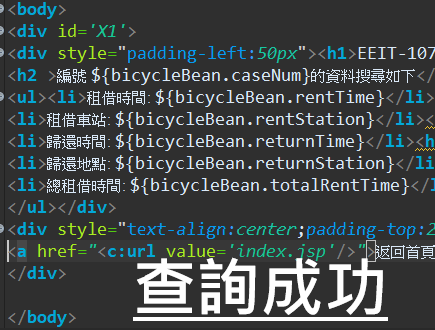 <body>
<div id='X1'>
<div style="padding-left:50px"><h1>EEIT-107
<h2 >編號 ${bicycleBean.caseNum}的資料搜尋如下</
<ul><li>租借時間: ${bicycleBean.rentTime}</li>
<li>租借車站: ${bicycleBean.rentStation}</li><
<li>歸還時間: ${bicycleBean.returnTime}</li><h
<li>歸還地點: ${bicycleBean.returnStation}</li
<li>總租借時間: ${bicycleBean.totalRentTime}</
</ul></div>
<div style="text-align:center;padding-top:2
<a href="<c:url value='index.jsp'/>">返回首頁
</div>
查詢成功
</body>